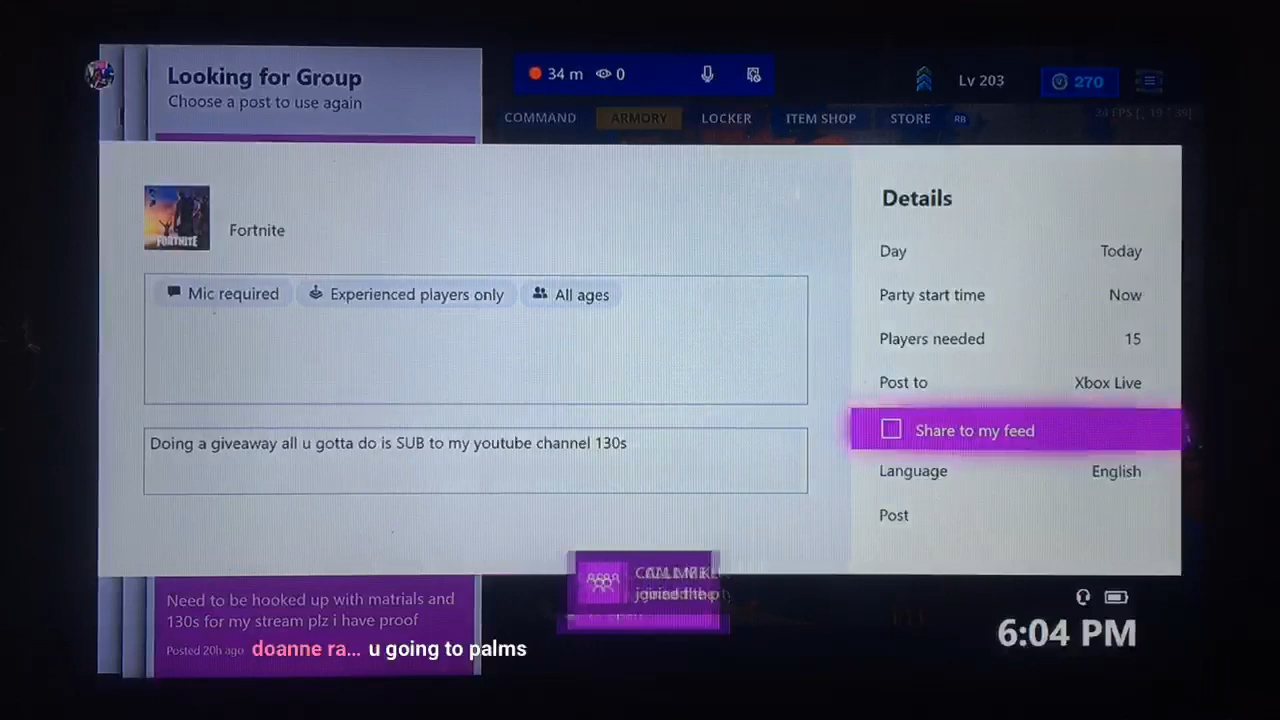 Looking for Group
Choose a post to use again
34 m 0
Lv 203
270
COMMAND
ARMORY
LOCKER
ITEM SHOP
STORE
RB
Fortnite
FORTNITE
Mic required
Experienced players only
All ages
Doing a giveaway all u gotta do is SUB to my youtube channel 130s
Details
Day Today
Party start time Now
Players needed 15
Post to Xbox Live
Share to my feed
Language English
Post
joined the
Need to be hooked up with matrials and
130s for my stream plz i have proof
Posted 20h ago
doanne ra... u going to palms
6:04 PM